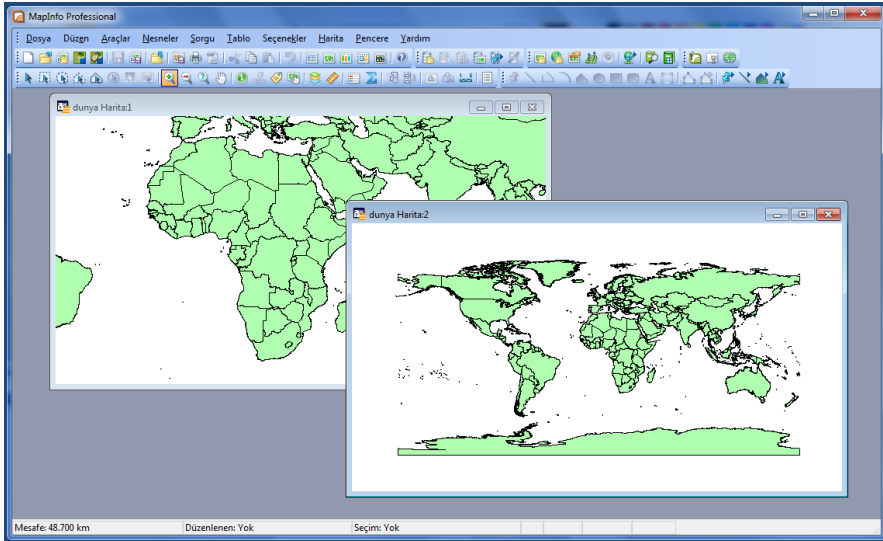 MapInfo Professional
Dosya Düzen Araçlar Nesneler Sorgu Tablo Seçenekler Harita Pencere Yardım
dunya Harita:1
dunya Harita:2
Mesafe: 48.700 km Düzenlenen: Yok Seçim: Yok